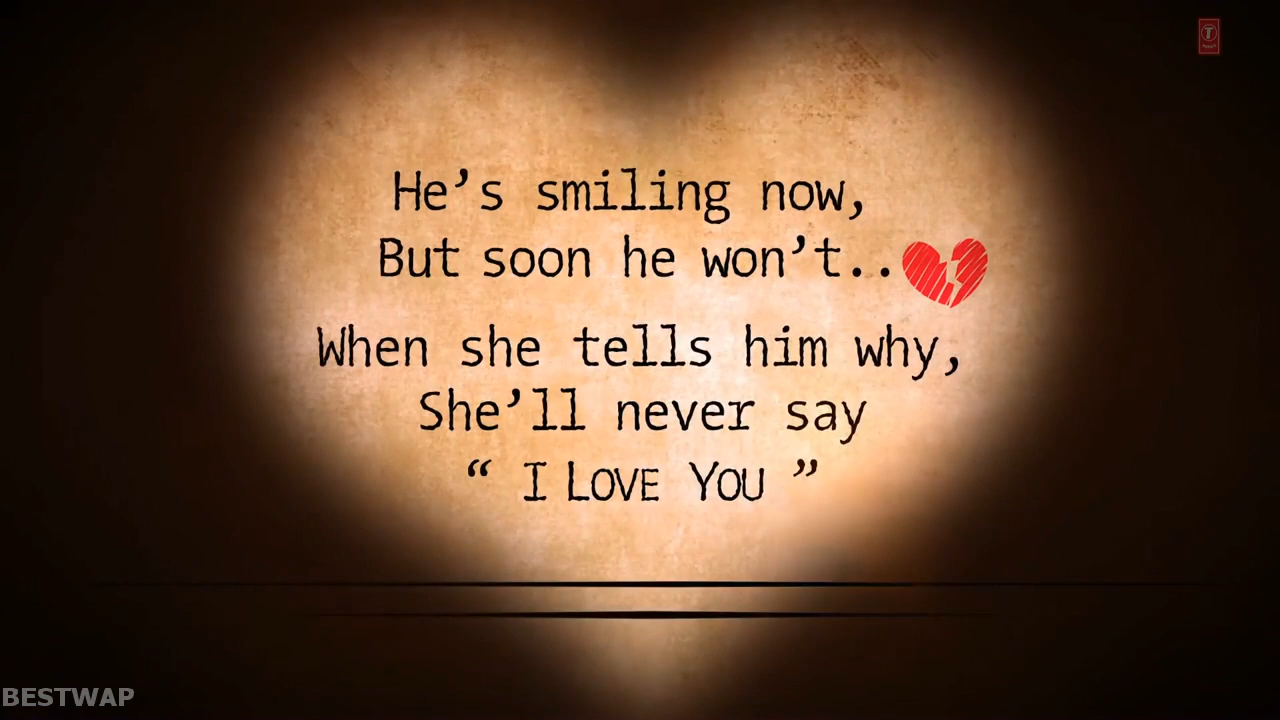 He’s smiling now,
But soon he won’t..
When she tells him why,
She’ll never say
“ I LOVE YOU ”
BESTWAP